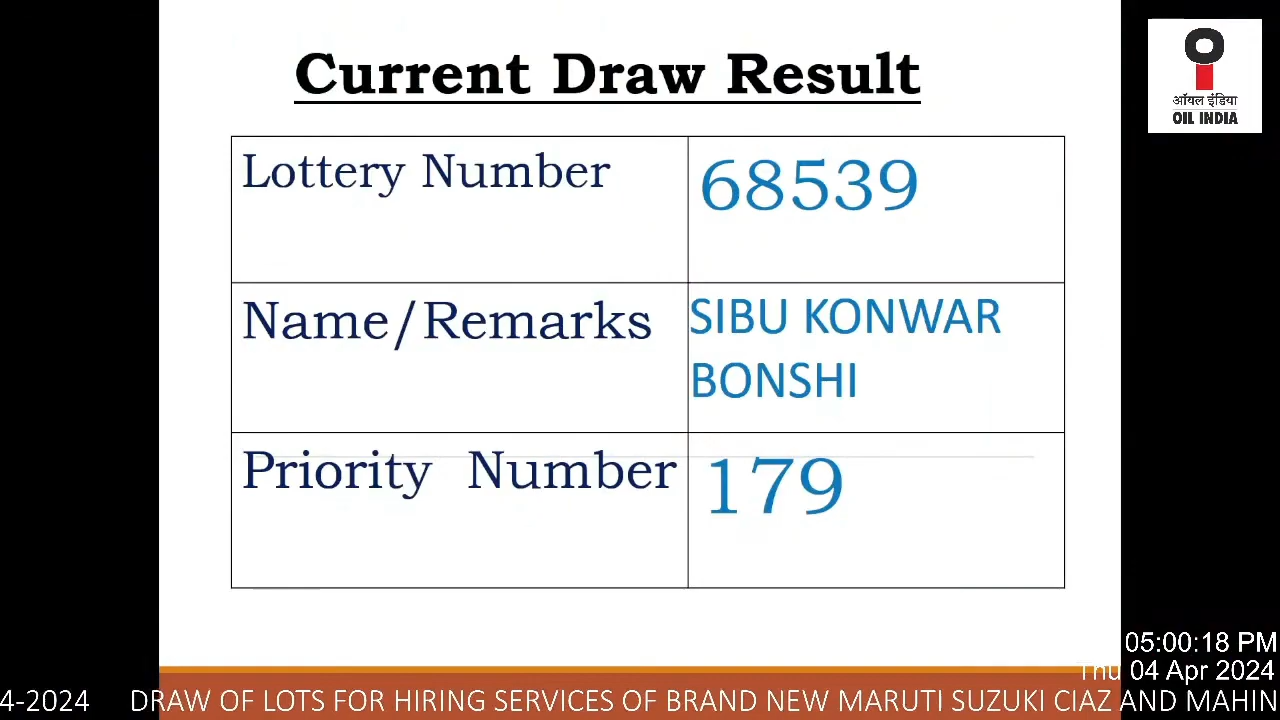 Current Draw Result
ऑयल इंडिया
OIL INDIA
Lottery Number 68539
Name/Remarks SIBU KONWAR
BONSHI
Priority Number 179
05:00:18 PM
Thu 04 Apr 2024
4-2024 DRAW OF LOTS FOR HIRING SERVICES OF BRAND NEW MARUTI SUZUKI CIAZ AND MAHIN